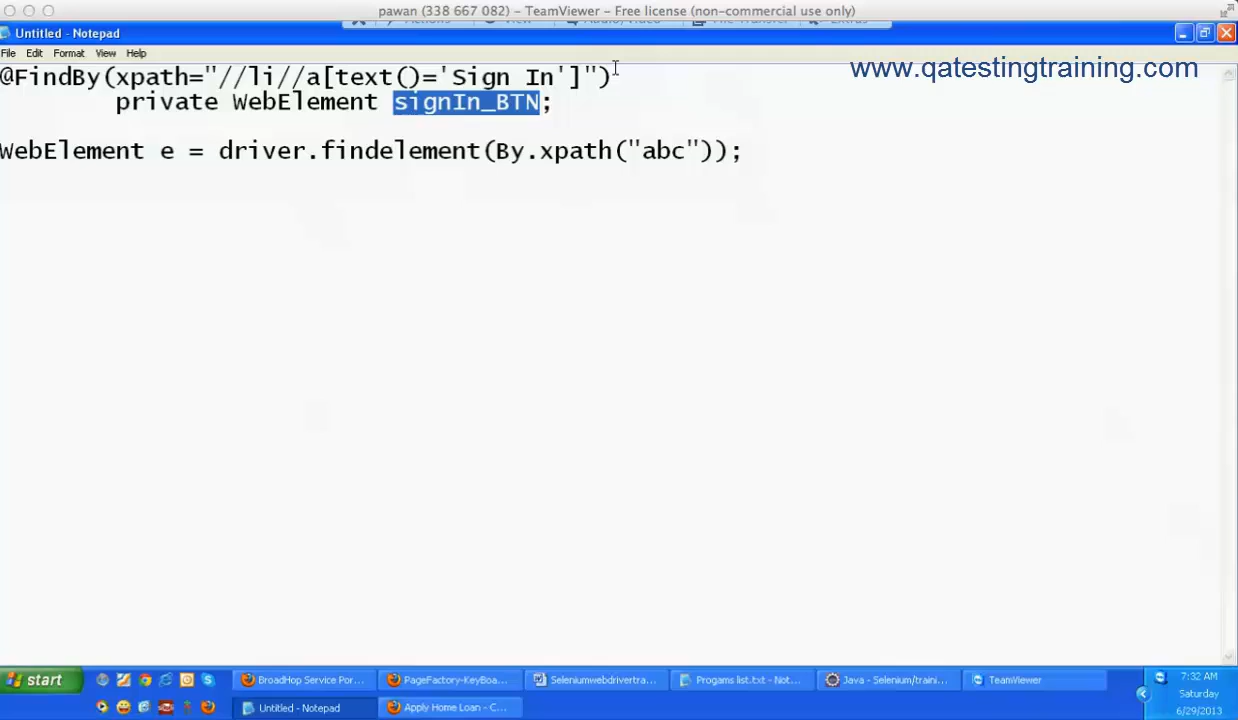 pawan (338 667 082) – TeamViewer – Free license (non-commercial use only)
Untitled - Notepad
File Edit Format View Help
@FindBy(xpath="//li//a[text()='Sign In']")
www.qatestingtraining.com
private WebElement signIn_BTN;
WebElement e = driver.findelement(By.xpath("abc"));
start
BroadHop Service Por...
PageFactory-KeyBoa...
Seleniumwebdrivertra...
Progams list.txt - Not...
Java - Selenium/traini...
TeamViewer
7:32 AM
Saturday
6/29/2013
Untitled - Notepad
Apply Home Loan - C...